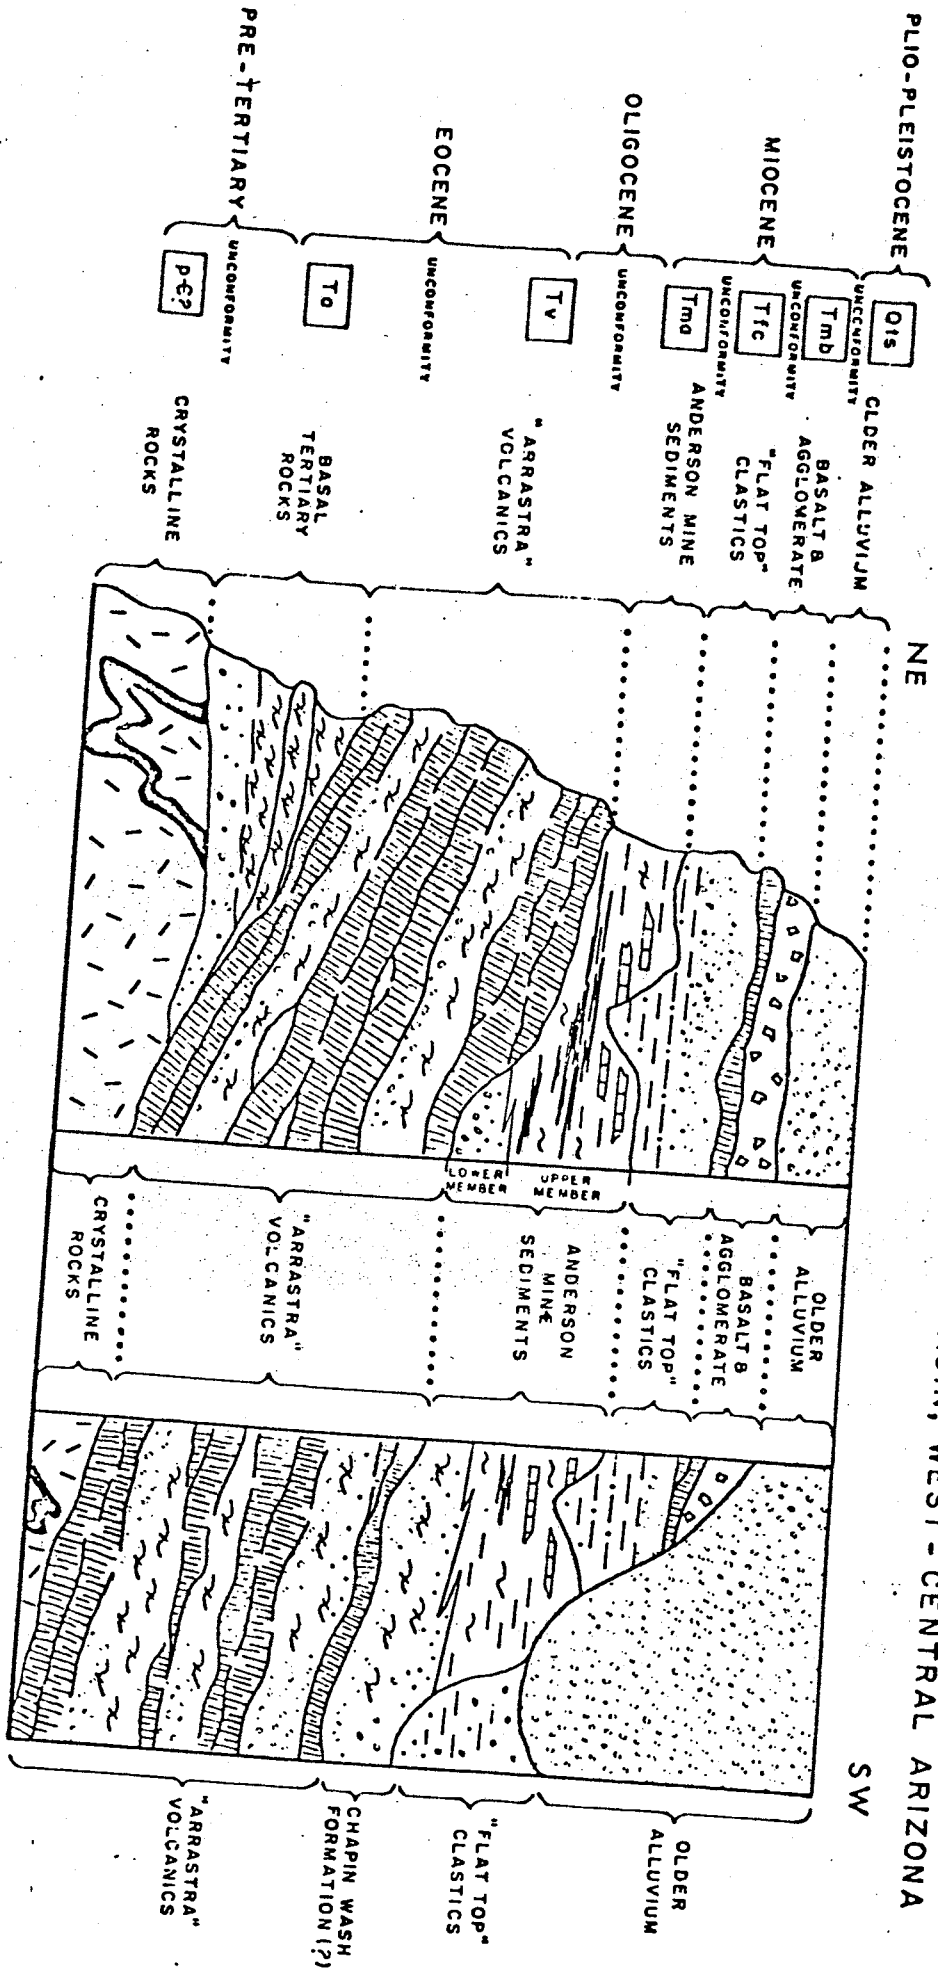 WEST-CENTRAL ARIZONA
NE
SW
PLIO-PLEISTOCENE
MIOCENE
OLIGOCENE
EOCENE
PRE-TERTIARY
QTs
UNCONFORMITY
Tmb
UNCONFORMITY
Tfc
UNCONFORMITY
Tma
UNCONFORMITY
Tv
UNCONFORMITY
Ta
UNCONFORMITY
p-Є?
CLDER ALLUVIUM
BASALT &
AGGLOMERATE
"FLAT TOP"
CLASTICS
ANDERSON MINE
SEDIMENTS
"ARRASTRA"
VOLCANICS
BASAL
TERTIARY
ROCKS
CRYSTALLINE
ROCKS
UPPER
MEMBER
LOWER
MEMBER
OLDER
ALLUVIUM
BASALT &
AGGLOMERATE
"FLAT TOP"
CLASTICS
ANDERSON
MINE
SEDIMENTS
"ARRASTRA"
VOLCANICS
CRYSTALLINE
ROCKS
OLDER
ALLUVIUM
"FLAT TOP"
CLASTICS
CHAPIN WASH
FORMATION(?)
"ARRASTRA"
VOLCANICS